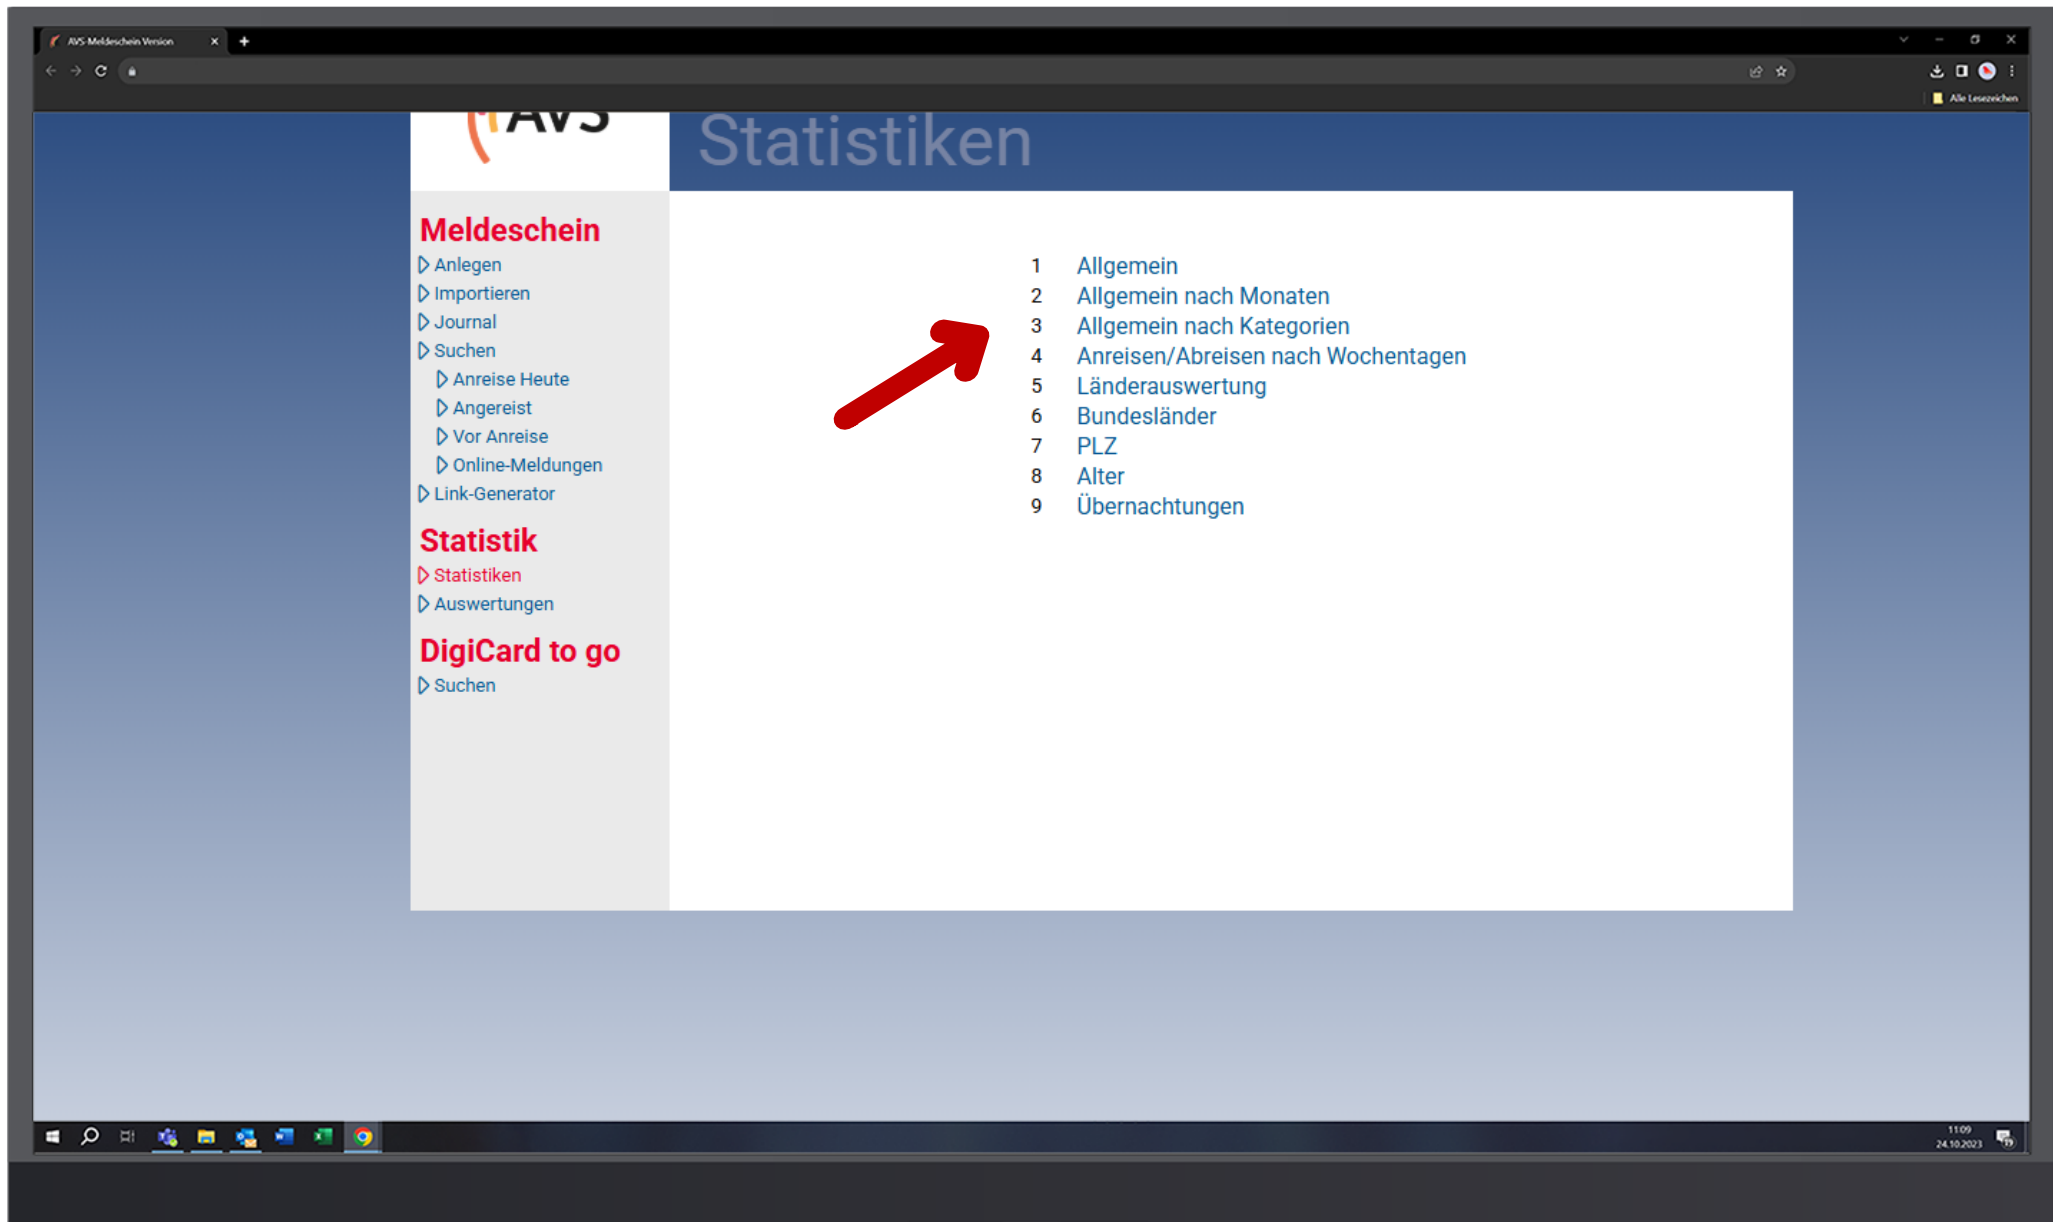 AVS-Meldeschein Version
Alle Lesezeichen
AVS
Statistiken
Meldeschein
Anlegen
Importieren
Journal
Suchen
Anreise Heute
Angereist
Vor Anreise
Online-Meldungen
Link-Generator
Statistik
Statistiken
Auswertungen
DigiCard to go
Suchen
1 Allgemein
2 Allgemein nach Monaten
3 Allgemein nach Kategorien
4 Anreisen/Abreisen nach Wochentagen
5 Länderauswertung
6 Bundesländer
7 PLZ
8 Alter
9 Übernachtungen
11:09
24.10.2023